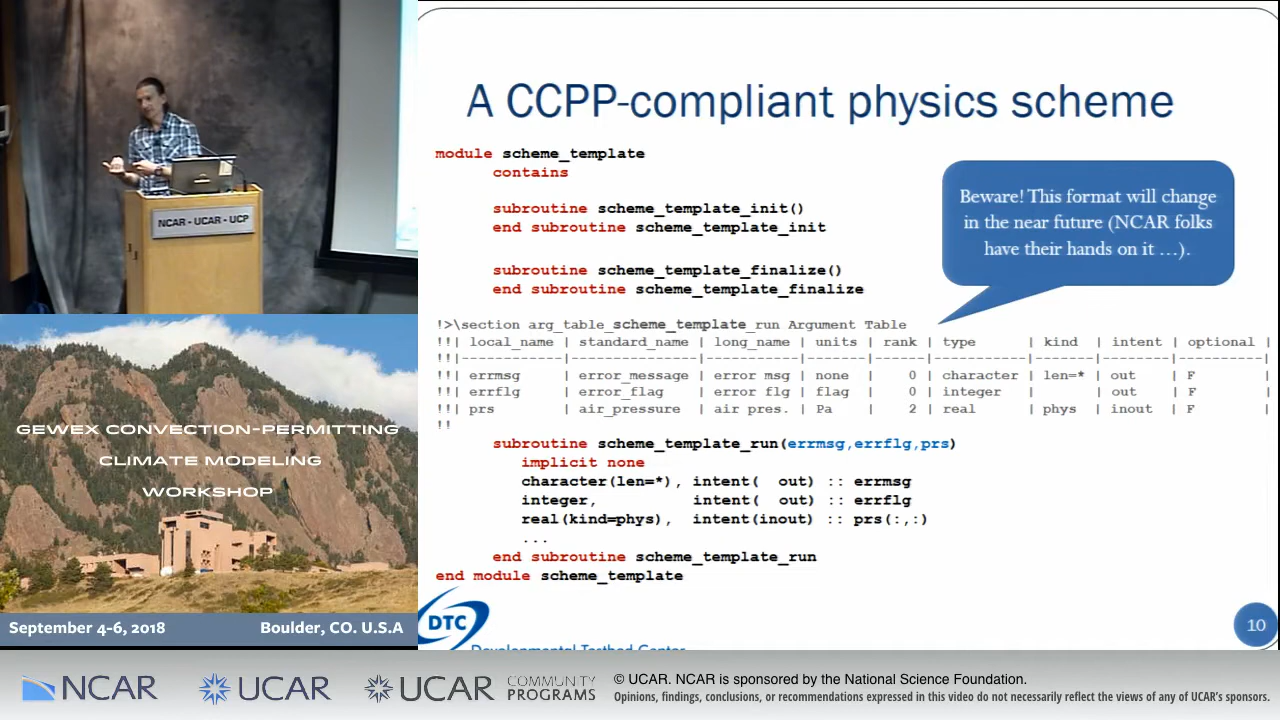 NCAR - UCAR - UCP
GEWEX CONVECTION-PERMITTING
CLIMATE MODELING
WORKSHOP
September 4-6, 2018 Boulder, CO. U.S.A
A CCPP-compliant physics scheme
module scheme_template
contains
subroutine scheme_template_init()
end subroutine scheme_template_init
subroutine scheme_template_finalize()
end subroutine scheme_template_finalize
Beware! This format will change
in the near future (NCAR folks
have their hands on it ...).
!>\section arg_table_scheme_template_run Argument Table
!!| local_name | standard_name | long_name | units | rank | type | kind | intent | optional |
!!|------------|---------------|-----------|-------|------|-----------|-------|--------|----------|
!!| errmsg | error_message | error msg | none | 0 | character | len=* | out | F |
!!| errflg | error_flag | error flg | flag | 0 | integer | | out | F |
!!| prs | air_pressure | air pres. | Pa | 2 | real | phys | inout | F |
!!
subroutine scheme_template_run(errmsg,errflg,prs)
implicit none
character(len=*), intent( out) :: errmsg
integer, intent( out) :: errflg
real(kind=phys), intent(inout) :: prs(:,:)
...
end subroutine scheme_template_run
end module scheme_template
DTC
Developmental Testbed Center
10
NCAR UCAR UCAR COMMUNITY PROGRAMS
© UCAR. NCAR is sponsored by the National Science Foundation.
Opinions, findings, conclusions, or recommendations expressed in this video do not necessarily reflect the views of any of UCAR's sponsors.